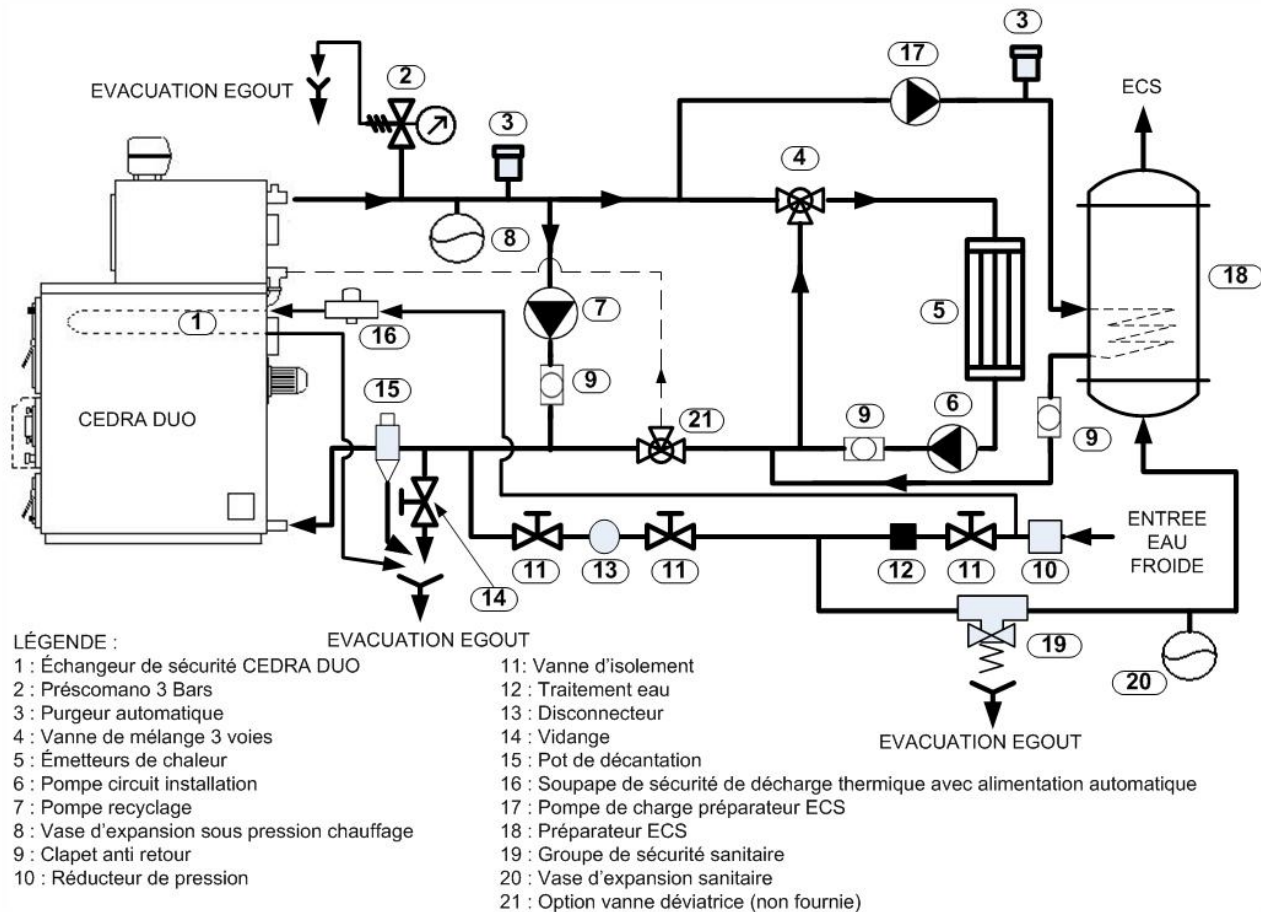 3
17
2
EVACUATION EGOUT
ECS
3
4
8
18
7
5
1
16
9
15
21
6
9
9
CEDRA DUO
ENTREE
EAU
FROIDE
11
13
11
12
11
10
14
EVACUATION EGOUT
19
20
EVACUATION EGOUT
LÉGENDE :
1 : Échangeur de sécurité CEDRA DUO
2 : Préscomano 3 Bars
3 : Purgeur automatique
4 : Vanne de mélange 3 voies
5 : Émetteurs de chaleur
6 : Pompe circuit installation
7 : Pompe recyclage
8 : Vase d'expansion sous pression chauffage
9 : Clapet anti retour
10 : Réducteur de pression
11: Vanne d'isolement
12 : Traitement eau
13 : Disconnecteur
14 : Vidange
15 : Pot de décantation
16 : Soupape de sécurité de décharge thermique avec alimentation automatique
17 : Pompe de charge préparateur ECS
18 : Préparateur ECS
19 : Groupe de sécurité sanitaire
20 : Vase d'expansion sanitaire
21 : Option vanne déviatrice (non fournie)